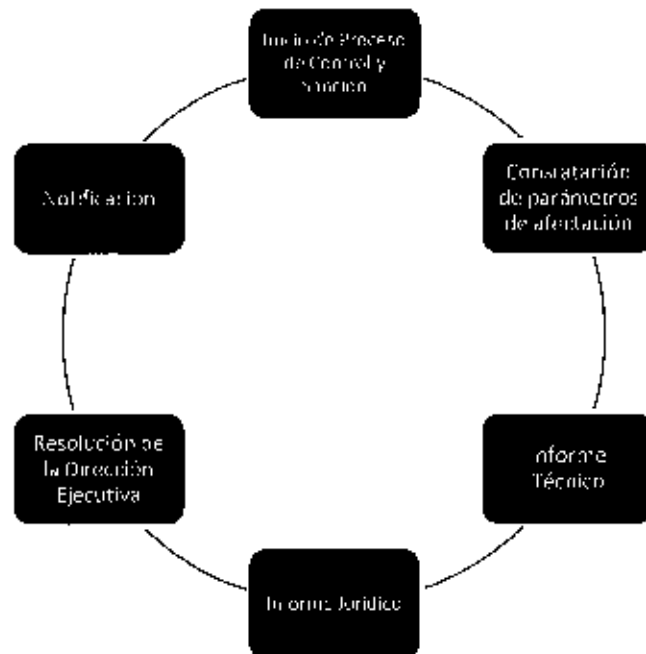 Inicio de Proceso
de Control y
Sanción
Constatación
de parámetros
de afectación
Informe
Técnico
Informe Jurídico
Resolución de
la Dirección
Ejecutiva
Notificación